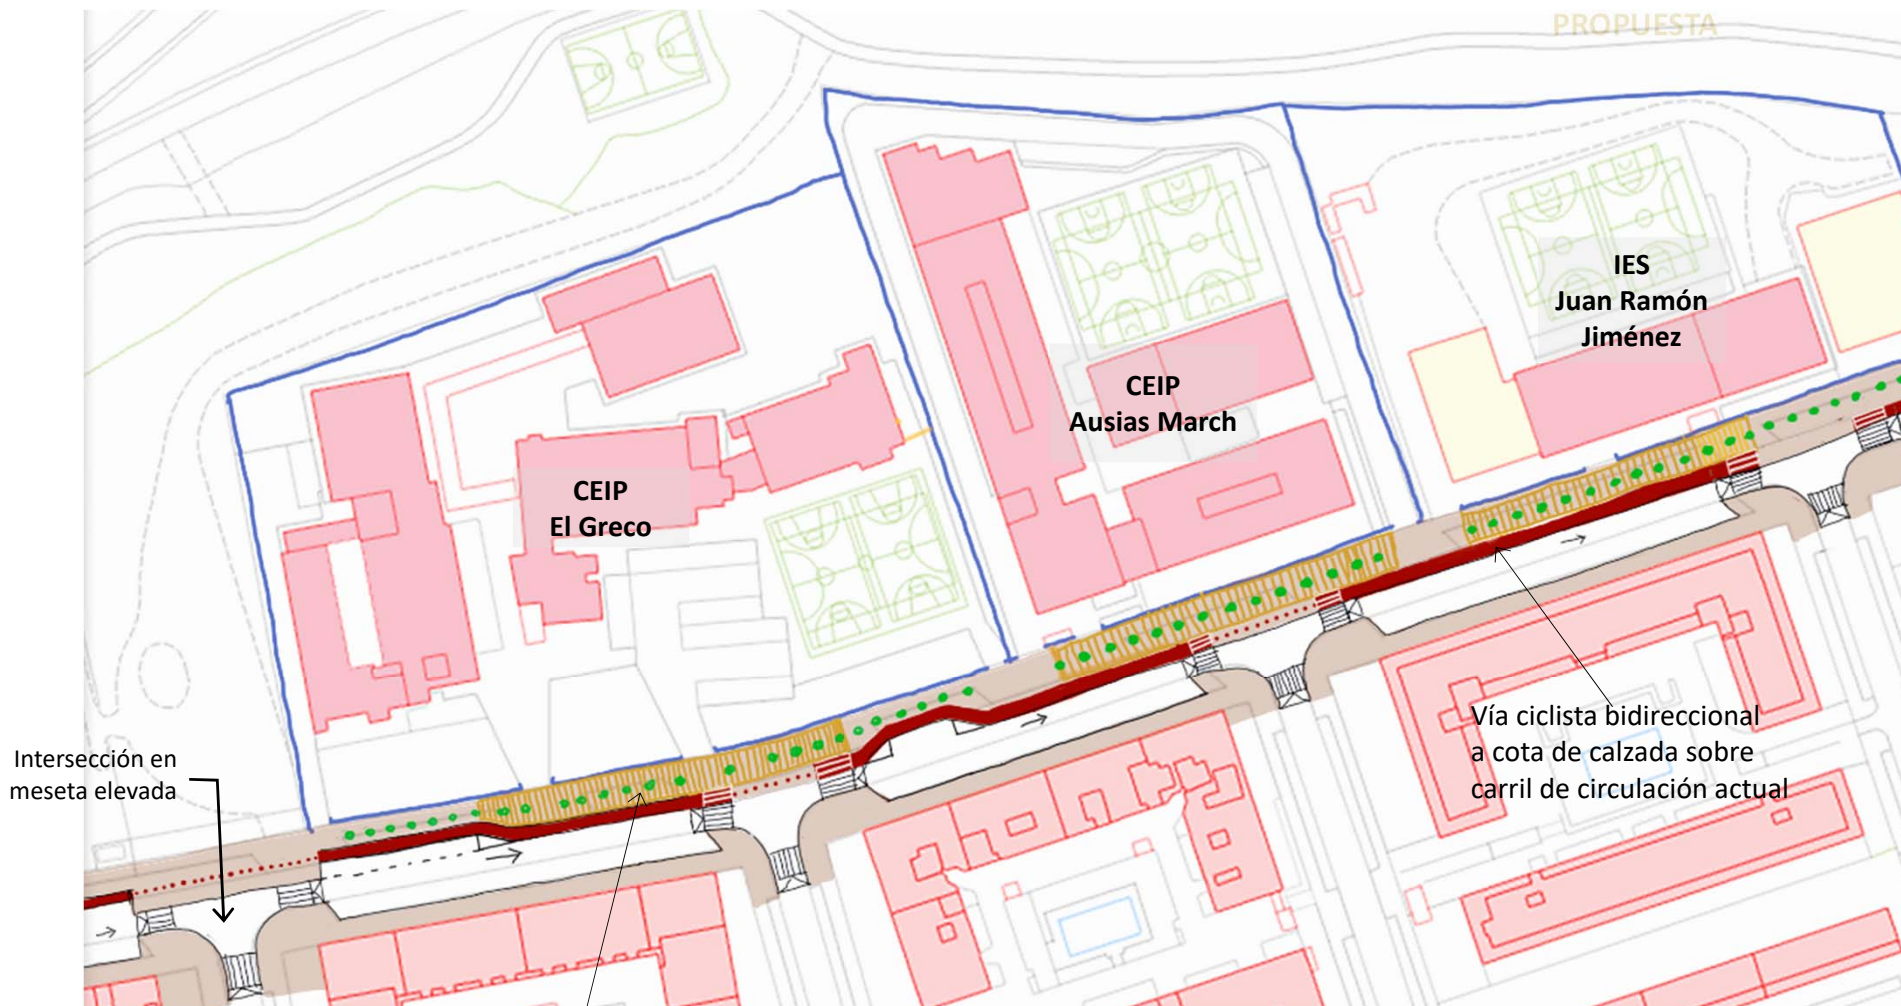 PROPUESTA
IES
Juan Ramón
Jiménez
CEIP
Ausias March
CEIP
El Greco
Vía ciclista bidireccional
a cota de calzada sobre
carril de circulación actual
Intersección en
meseta elevada